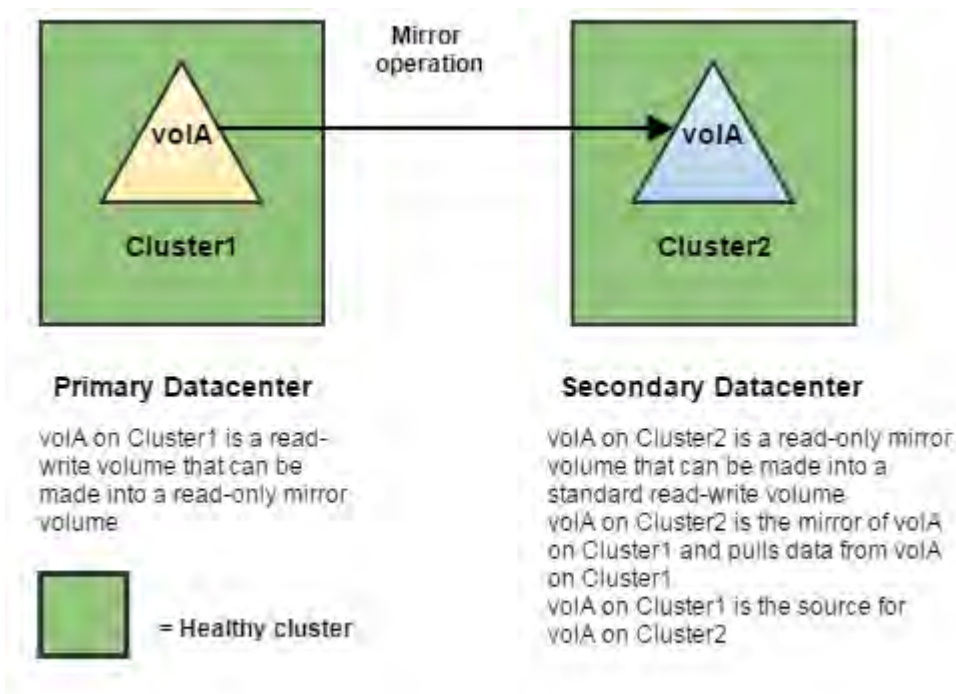 Mirror
operation
volA
volA
Cluster1
Cluster2
Primary Datacenter
volA on Cluster1 is a read-
write volume that can be
made into a read-only mirror
volume
Secondary Datacenter
volA on Cluster2 is a read-only mirror
volume that can be made into a
standard read-write volume
volA on Cluster2 is the mirror of volA
on Cluster1 and pulls data from volA
on Cluster1
volA on Cluster1 is the source for
volA on Cluster2
= Healthy cluster